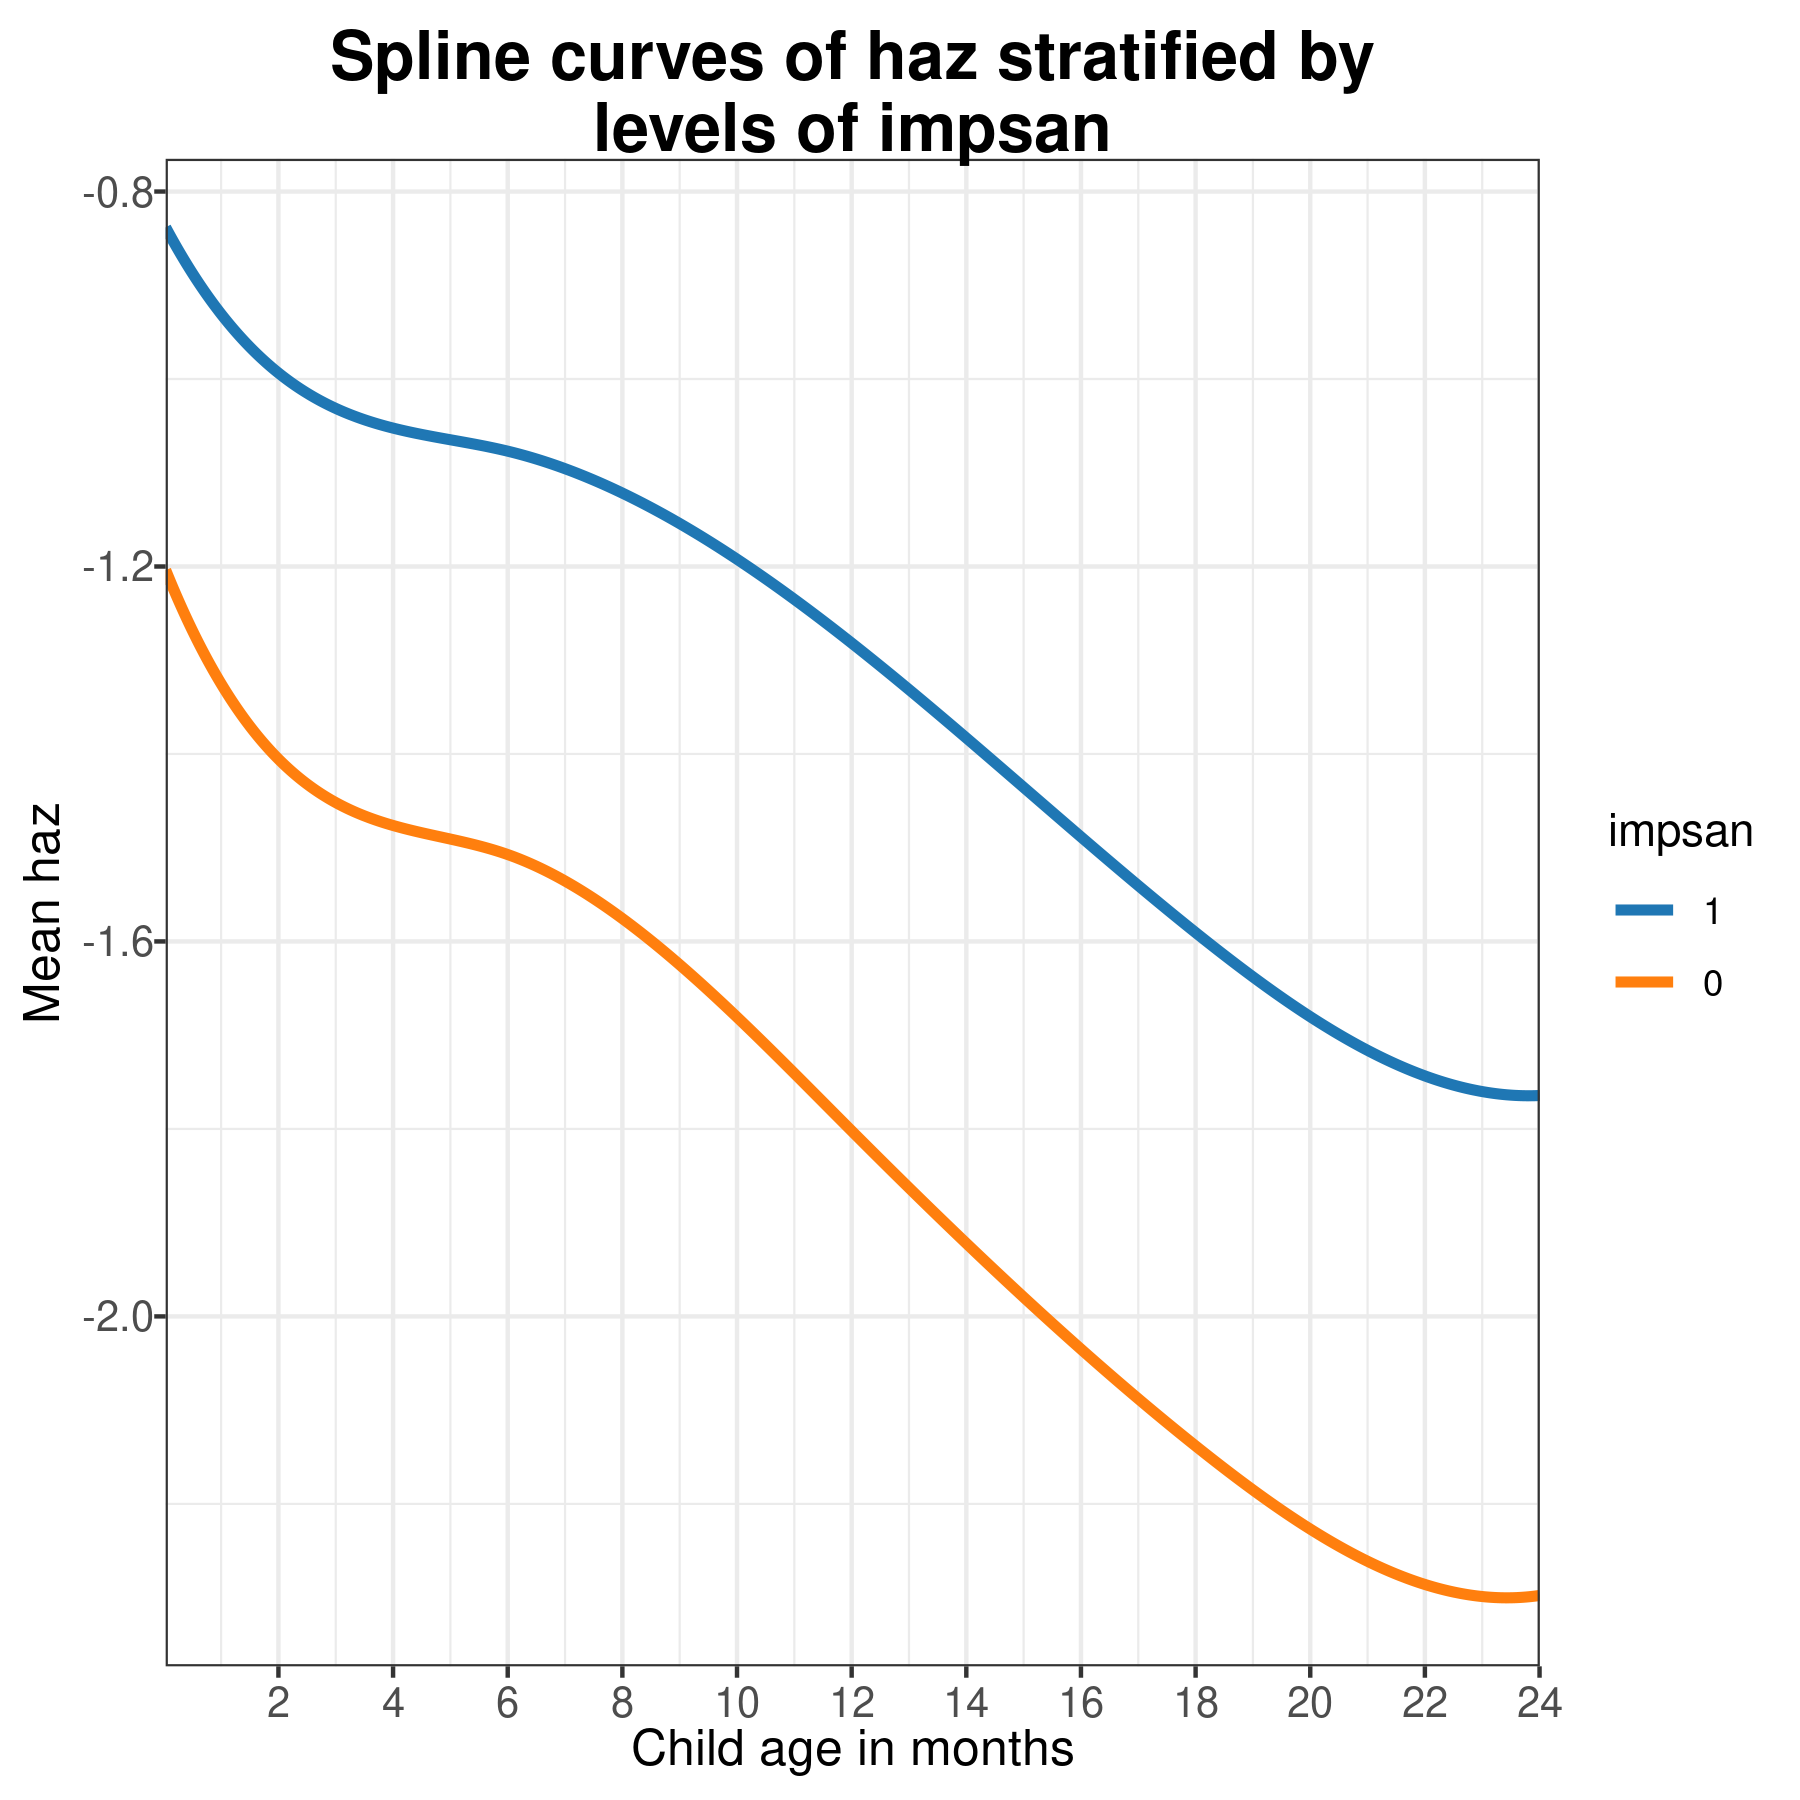 Spline curves of haz stratified by
levels of impsan
-0.8
-1.2
-1.6
-2.0
Mean haz
2 4 6 8 10 12 14 16 18 20 22 24
Child age in months
impsan
1
0